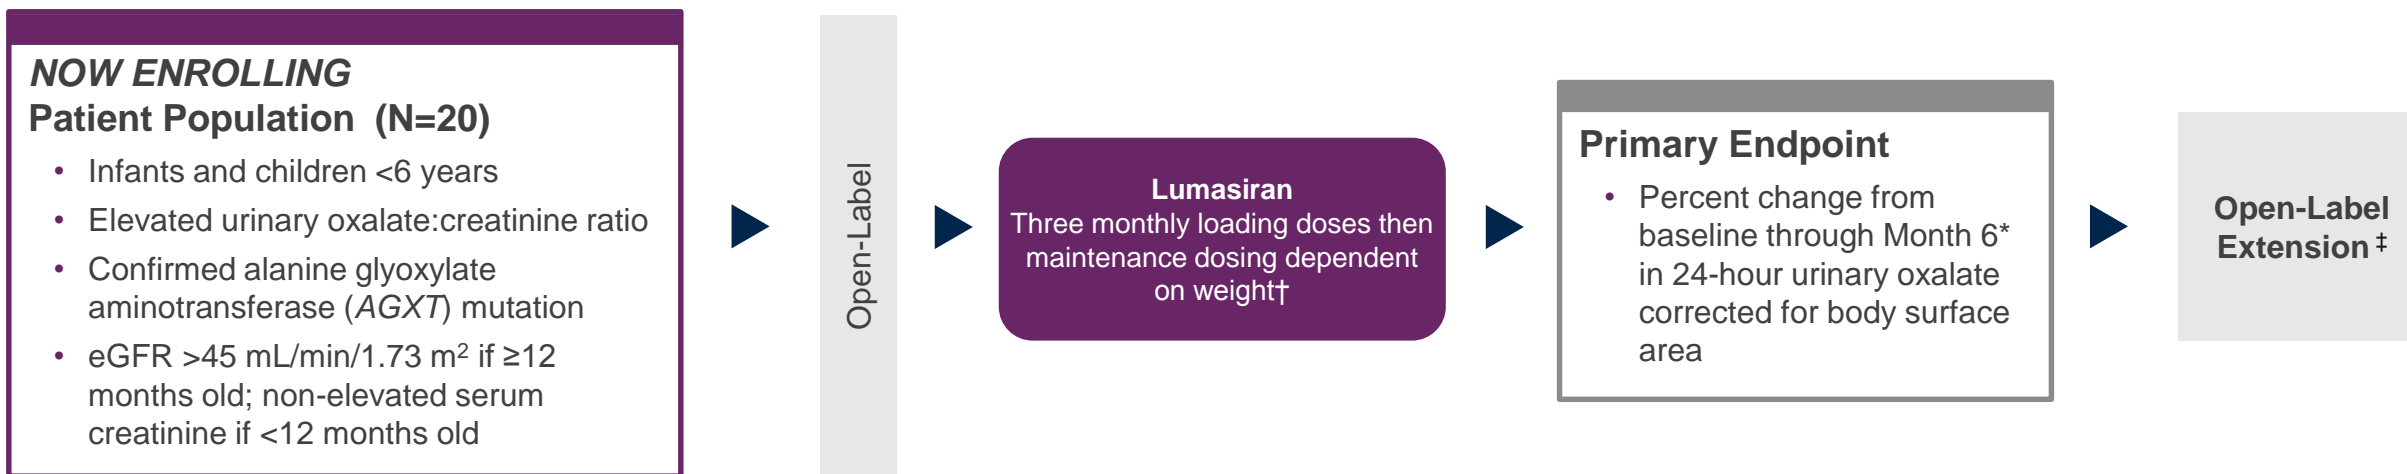 NOW ENROLLING
Patient Population (N=20)
• Infants and children <6 years
• Elevated urinary oxalate:creatinine ratio
• Confirmed alanine glyoxylate
aminotransferase (AGXT) mutation
• eGFR >45 mL/min/1.73 m² if ≥12
months old; non-elevated serum
creatinine if <12 months old
Open-Label
Lumasiran
Three monthly loading doses then
maintenance dosing dependent
on weight†
Primary Endpoint
• Percent change from
baseline through Month 6*
in 24-hour urinary oxalate
corrected for body surface
area
Open-Label
Extension ‡